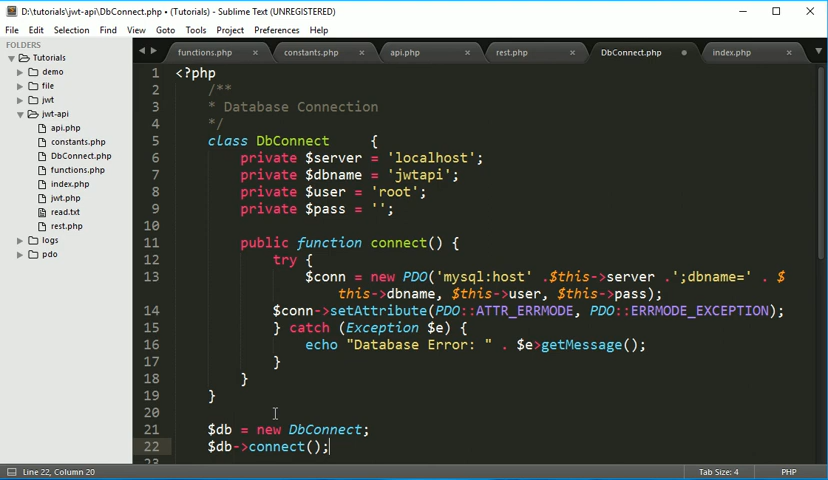 D:\tutorials\jwt-api\DbConnect.php • (Tutorials) - Sublime Text (UNREGISTERED)
File Edit Selection Find View Goto Tools Project Preferences Help
FOLDERS
Tutorials
demo
file
jwt
jwt-api
api.php
constants.php
DbConnect.php
functions.php
index.php
jwt.php
read.txt
rest.php
logs
pdo
functions.php constants.php api.php rest.php DbConnect.php index.php
1 <?php
2 /**
3 * Database Connection
4 */
5 class DbConnect {
6 private $server = 'localhost';
7 private $dbname = 'jwtapi';
8 private $user = 'root';
9 private $pass = '';
10
11 public function connect() {
12 try {
13 $conn = new PDO('mysql:host' .$this->server .';dbname=' . $
this->dbname, $this->user, $this->pass);
14 $conn->setAttribute(PDO::ATTR_ERRMODE, PDO::ERRMODE_EXCEPTION);
15 } catch (Exception $e) {
16 echo "Database Error: " . $e>getMessage();
17 }
18 }
19 }
20
21 $db = new DbConnect;
22 $db->connect();
23
Line 22, Column 20 Tab Size: 4 PHP